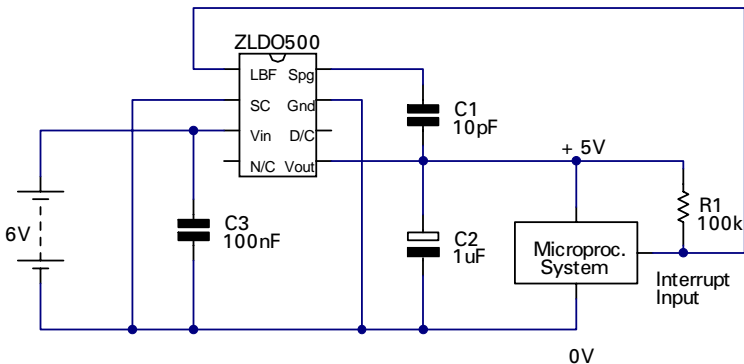 ZLDO500
LBF Spg
SC Gnd
Vin D/C
N/C Vout
C1
10pF
+ 5V
6V
C3
100nF
C2
1uF
Microproc.
System
R1
100k
Interrupt
Input
0V